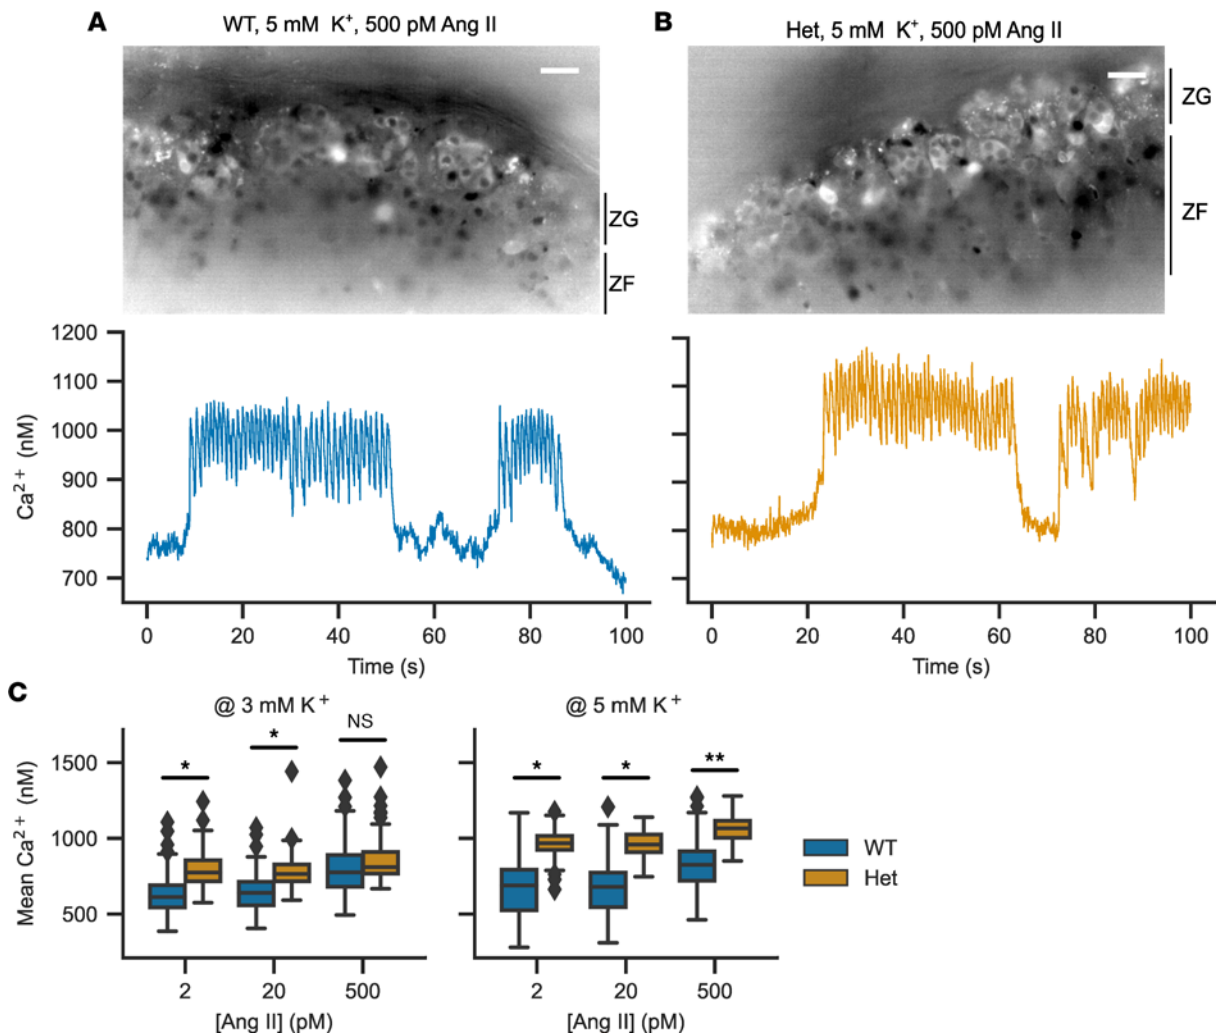 A
WT, 5 mM K+, 500 pM Ang II
B
Het, 5 mM K+, 500 pM Ang II
ZG
ZF
ZG
ZF
1200
1100
1000
900
800
700
Ca2+ (nM)
0 20 40 60 80 100
Time (s)
0 20 40 60 80 100
Time (s)
C
@ 3 mM K+
@ 5 mM K+
* * NS
* * **
1500
1000
500
Mean Ca2+ (nM)
2 20 500
[Ang II] (pM)
2 20 500
[Ang II] (pM)
WT
Het